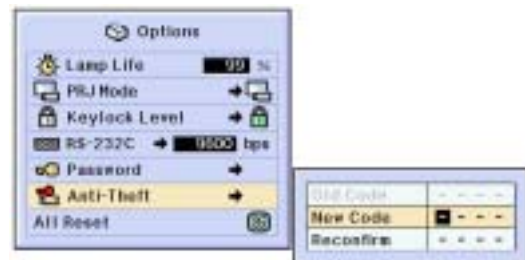 Options
Lamp Life 99 %
PRJ Mode
Keylock Level
RS-232C 9600 bps
Password
Anti-Theft
All Reset
Old Code - - - -
New Code - - - -
Reconfirm - - - -